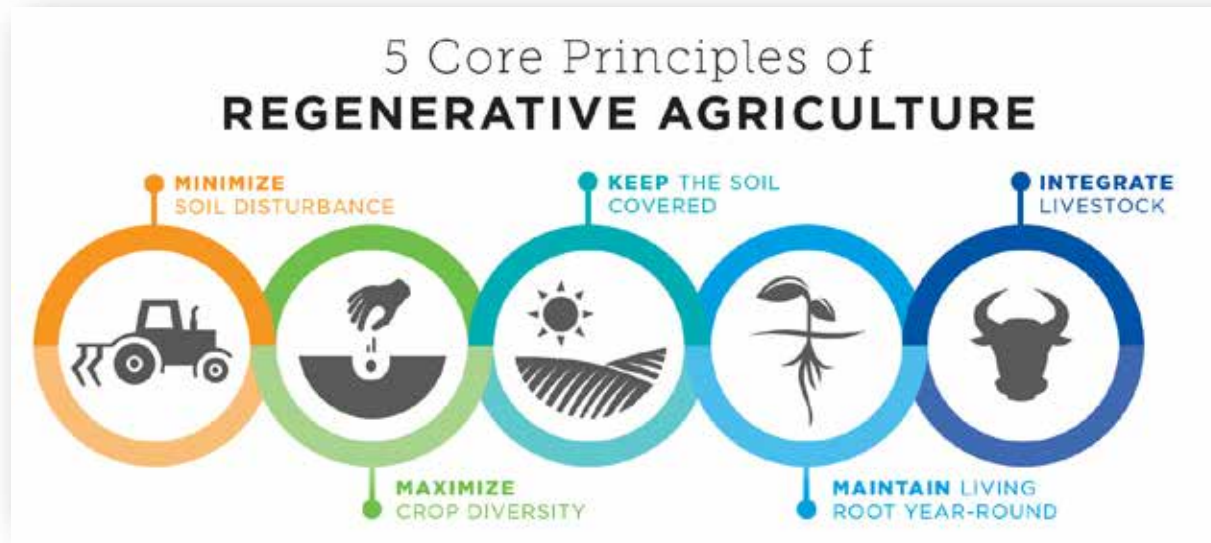 5 Core Principles of
REGENERATIVE AGRICULTURE
MINIMIZE
SOIL DISTURBANCE
MAXIMIZE
CROP DIVERSITY
KEEP THE SOIL
COVERED
MAINTAIN LIVING
ROOT YEAR-ROUND
INTEGRATE
LIVESTOCK